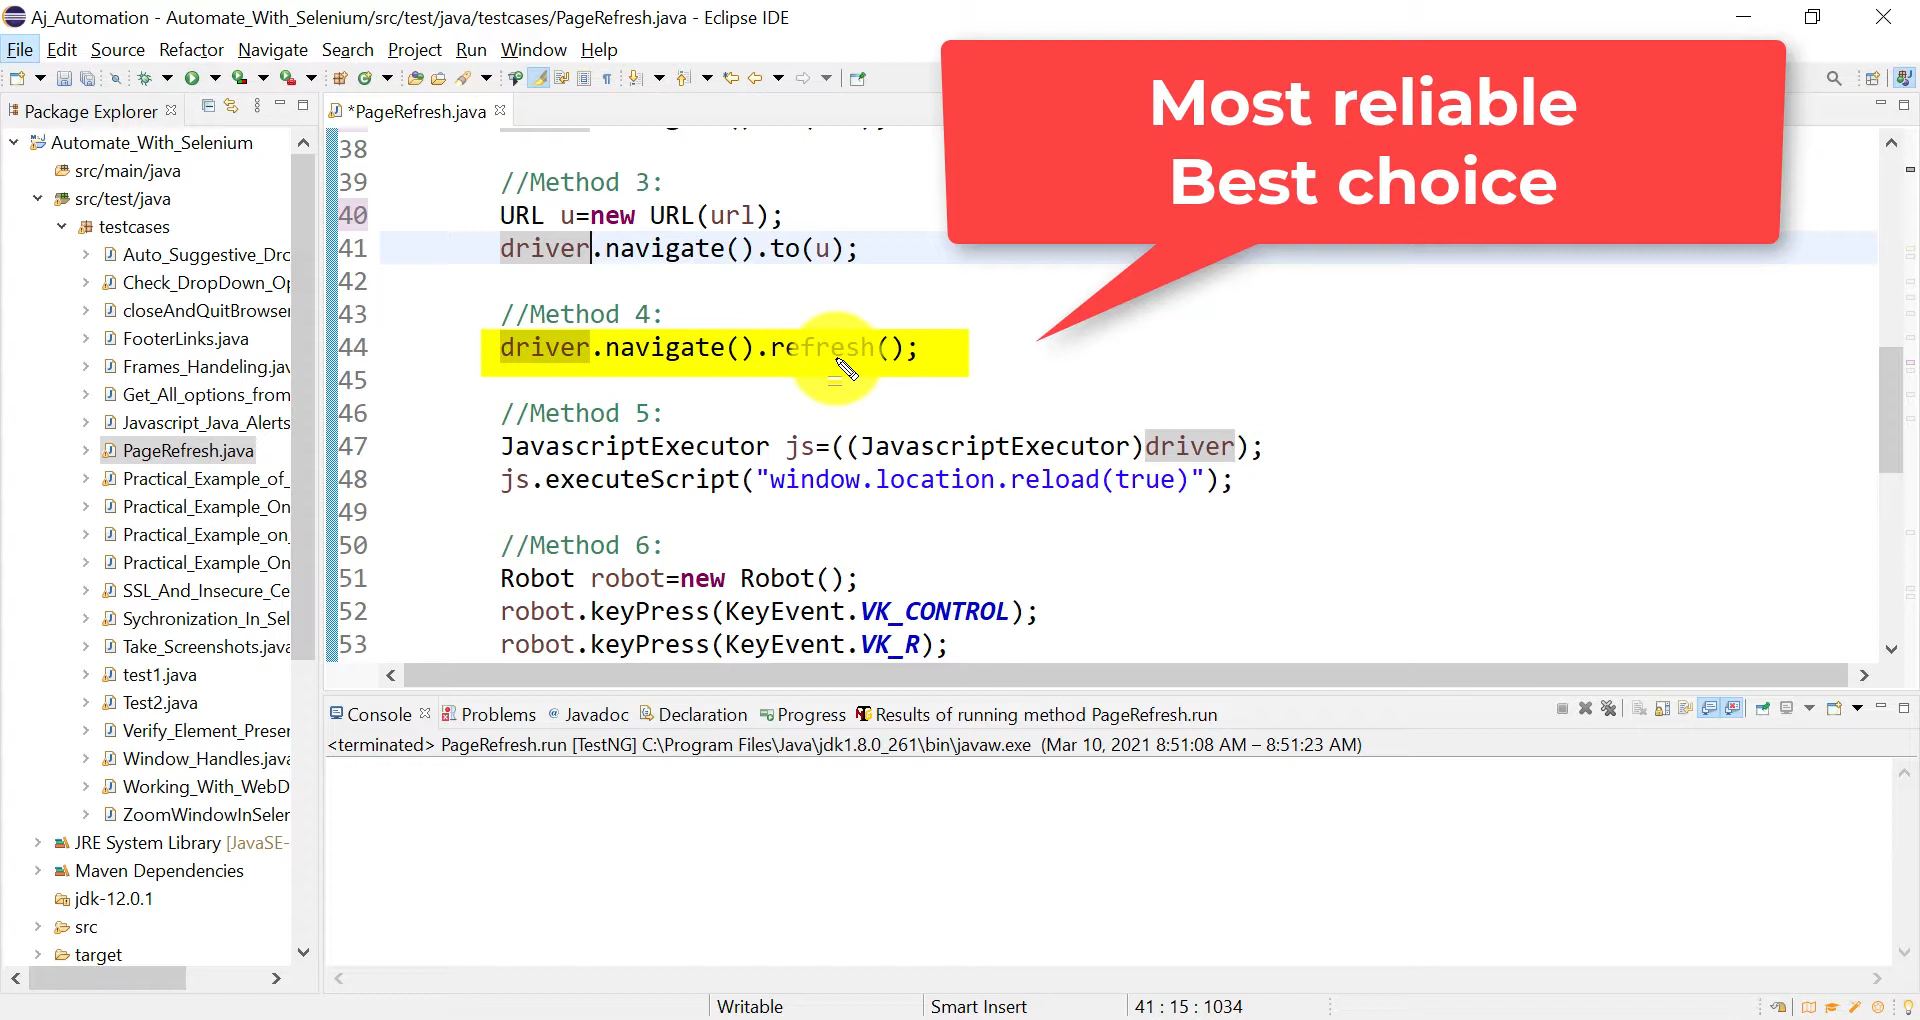 Aj_Automation - Automate_With_Selenium/src/test/java/testcases/PageRefresh.java - Eclipse IDE
File Edit Source Refactor Navigate Search Project Run Window Help
Most reliable
Best choice
Package Explorer
Automate_With_Selenium
src/main/java
src/test/java
testcases
Auto_Suggestive_Drc
Check_DropDown_Op
closeAndQuitBrowser
FooterLinks.java
Frames_Handeling.jav
Get_All_options_from
Javascript_Java_Alerts
PageRefresh.java
Practical_Example_of_
Practical_Example_On
Practical_Example_on_
Practical_Example_On
SSL_And_Insecure_Ce
Sychronization_In_Sel
Take_Screenshots.java
test1.java
Test2.java
Verify_Element_Preser
Window_Handles.java
Working_With_WebD
ZoomWindowInSeler
JRE System Library [JavaSE-
Maven Dependencies
jdk-12.0.1
src
target
*PageRefresh.java
38
39 //Method 3:
40 URL u=new URL(url);
41 driver.navigate().to(u);
42
43 //Method 4:
44 driver.navigate().refresh();
45
46 //Method 5:
47 JavascriptExecutor js=((JavascriptExecutor)driver);
48 js.executeScript("window.location.reload(true)");
49
50 //Method 6:
51 Robot robot=new Robot();
52 robot.keyPress(KeyEvent.VK_CONTROL);
53 robot.keyPress(KeyEvent.VK_R);
Console Problems @ Javadoc Declaration Progress Results of running method PageRefresh.run
<terminated> PageRefresh.run [TestNG] C:\Program Files\Java\jdk1.8.0_261\bin\javaw.exe (Mar 10, 2021 8:51:08 AM – 8:51:23 AM)
Writable Smart Insert 41 : 15 : 1034